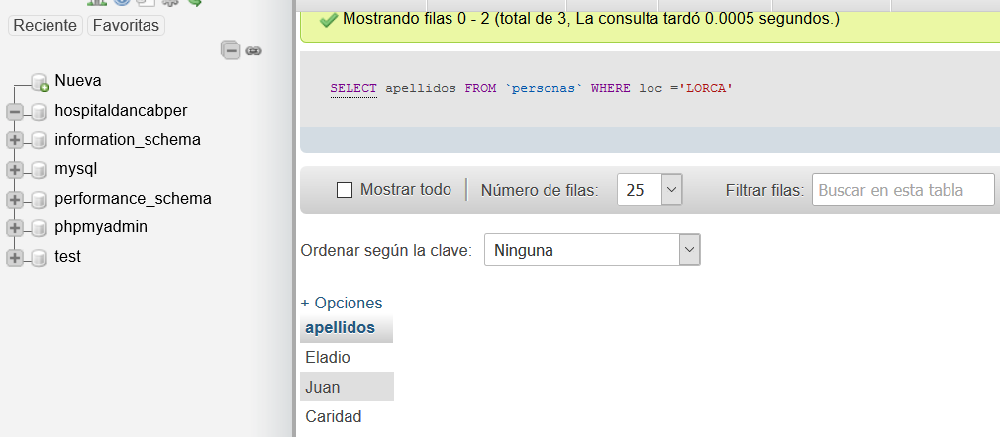 Reciente Favoritas
Nueva
hospitaldancabper
information_schema
mysql
performance_schema
phpmyadmin
test
Mostrando filas 0 - 2 (total de 3, La consulta tardó 0.0005 segundos.)
SELECT apellidos FROM `personas` WHERE loc ='LORCA'
Mostrar todo Número de filas: 25 Filtrar filas: Buscar en esta tabla
Ordenar según la clave: Ninguna
+ Opciones
apellidos
Eladio
Juan
Caridad